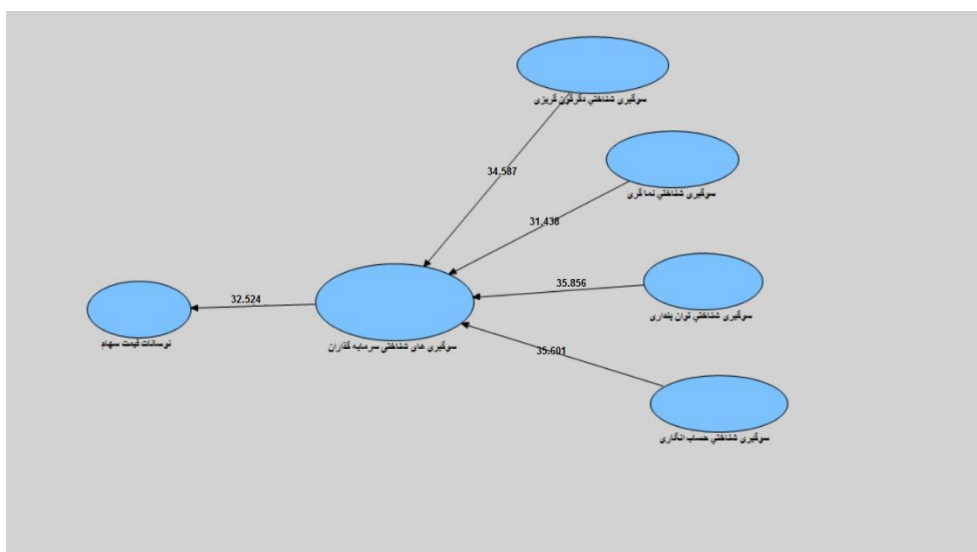 سوگیری شناختی دگرگون گریزی
34.587
سوگیری شناختی نما گری
31.438
35.856
سوگیری شناختی توان پنداری
32.524
نوسانات قیمت سهام
سوگیری های شناختی سرمایه گذاران
35.601
سوگیری شناختی حساب انگاری